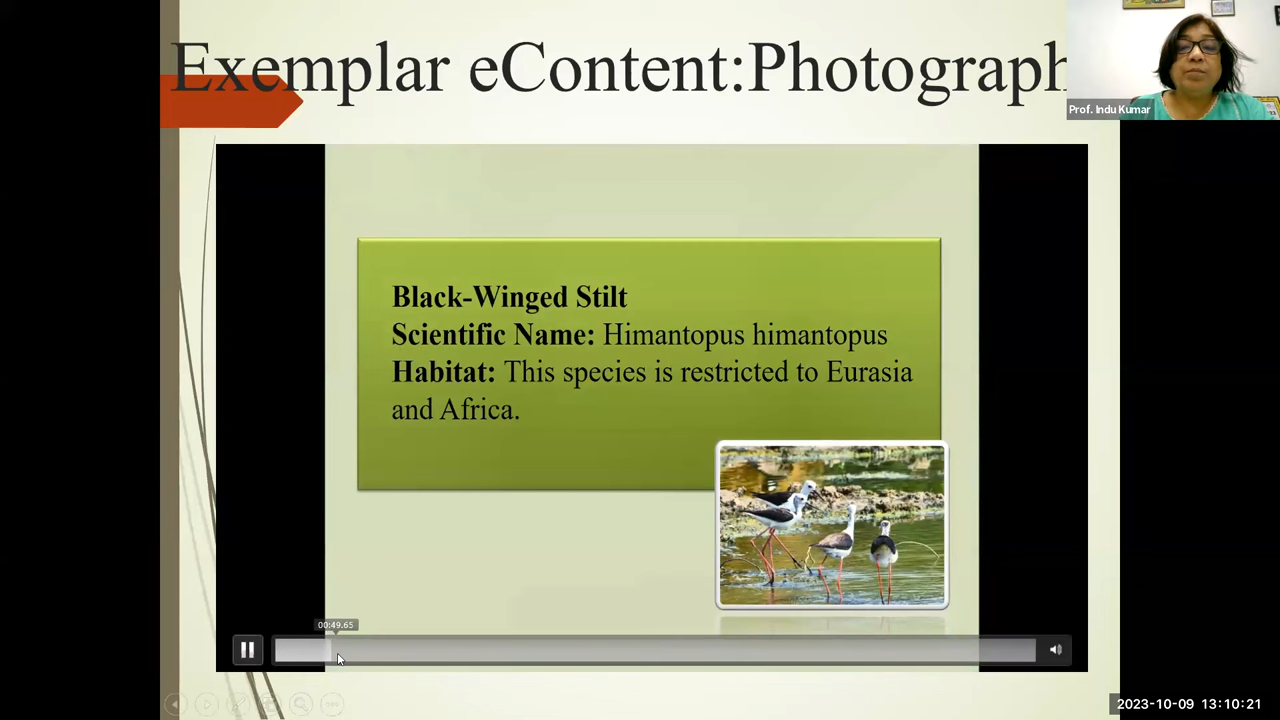 Exemplar eContent:Photograph
Prof. Indu Kumar
Black-Winged Stilt
Scientific Name: Himantopus himantopus
Habitat: This species is restricted to Eurasia
and Africa.
00:49.65
2023-10-09 13:10:21